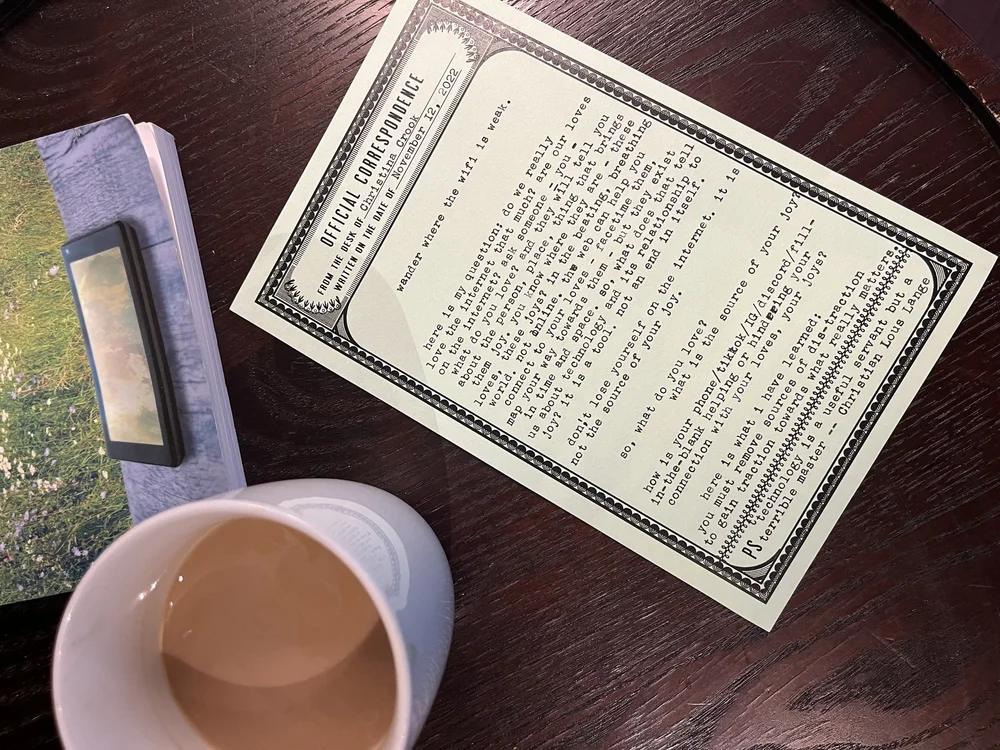 OFFICIAL CORRESPONDENCE
FROM THE DESK OF Christina Crook
WRITTEN ON THE DATE OF November 12, 2022
wander where the wifi is weak.
here is my question: do we really
love the internet that much? are our loves
on the internet? ask someone - you - you
what do you love? and they will tell you
about the person, place, thing that brings
them joy. you know where they are - these
loves, these joys? in the beating, breathing
world. not online. the web can help you
connect to your loves - facetime them,
map your way towards them - but they exist
in time and space. so, what does that tell
us about technology and its relationship to
joy? it is a tool, not an end in itself.
don;t lose yourself on the internet. it is
not the source of your joy.
so, what do you love?
what is the source of your joy?
how is your phone/tiktok/IG/discord/fill-
in-the-blank helping or hindering your
connection with your loves, your joys?
here is what i have learned:
you must remove sources of dis-traction
to gain traction towards what really matters.
PS technology is a useful servant but a
terrible master -- Christian Lous Lange